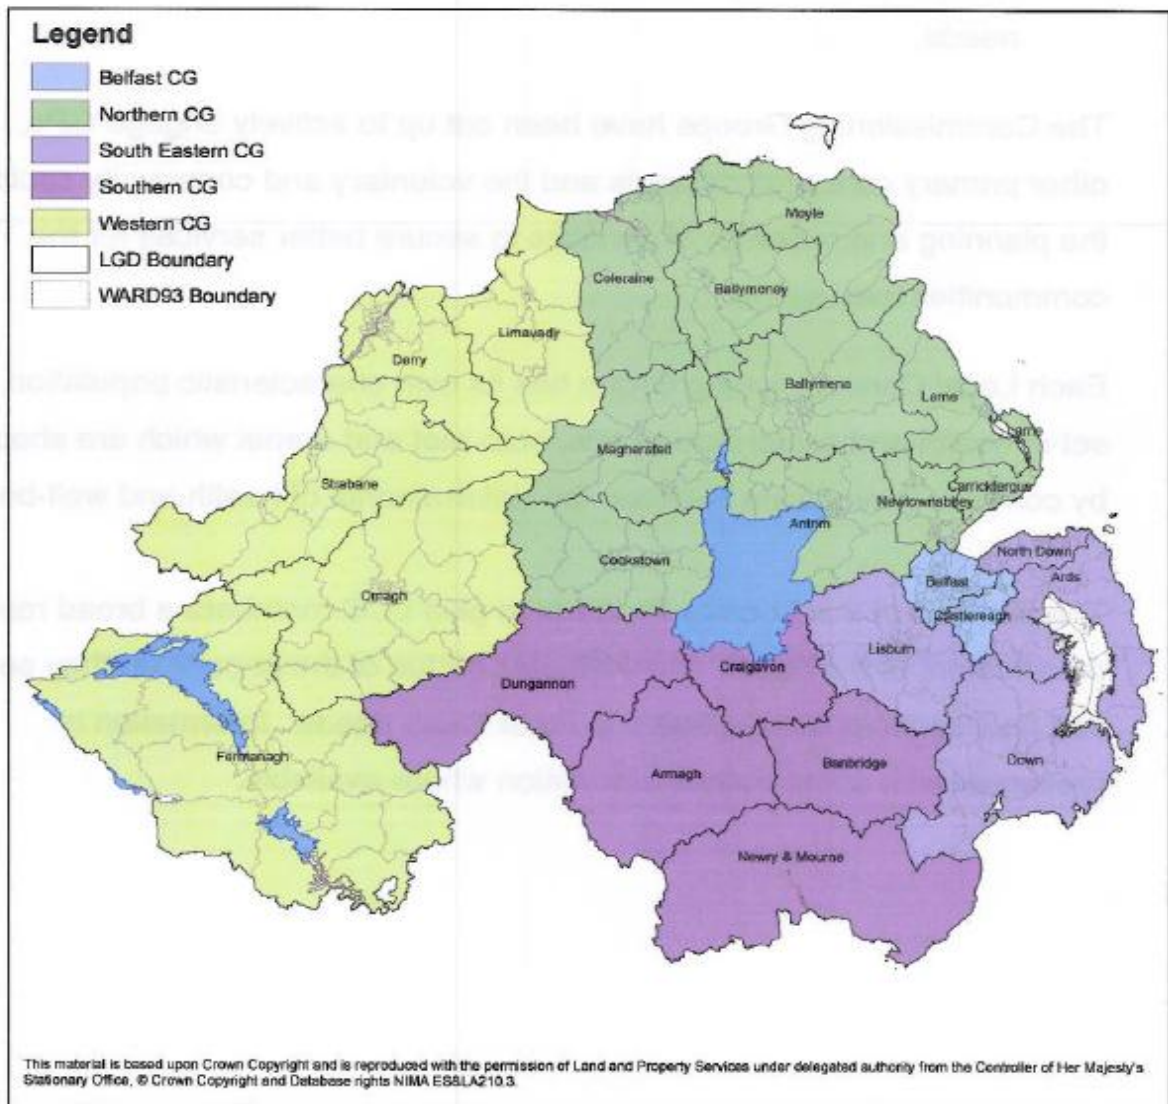 Legend
Belfast CG
Northern CG
South Eastern CG
Southern CG
Western CG
LGD Boundary
WARD93 Boundary
Moyle
Coleraine
Ballymoney
Limavady
Derry
Ballymena
Larne
Larne
Magherafelt
Strabane
Carrickfergus
Newtownabbey
Antrim
North Down
Cookstown
Ards
Belfast
Omagh
Castlereagh
Lisburn
Craigavon
Dungannon
Fermanagh
Down
Banbridge
Armagh
Newry & Mourne
This material is based upon Crown Copyright and is reproduced with the permission of Land and Property Services under delegated authority from the Controller of Her Majesty's
Stationary Office, © Crown Copyright and Database rights NIMA ES&LA210.3.